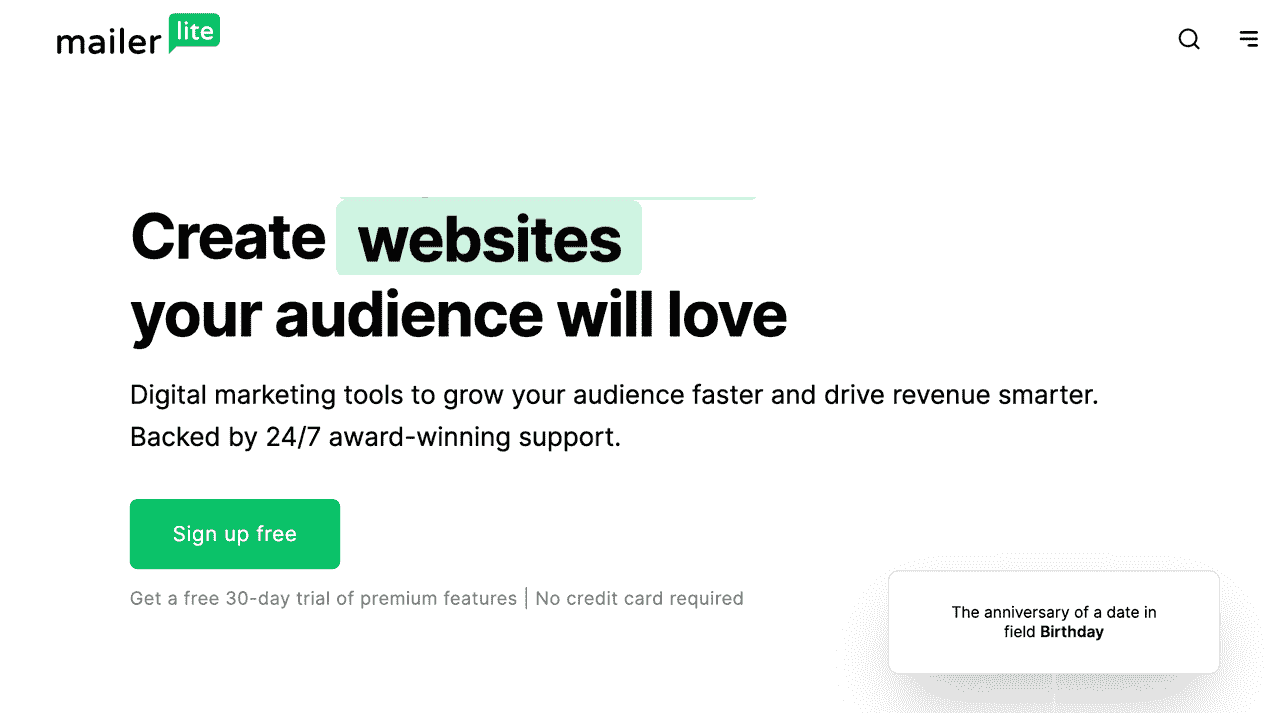 mailer lite
Create websites
your audience will love
Digital marketing tools to grow your audience faster and drive revenue smarter.
Backed by 24/7 award-winning support.
Sign up free
Get a free 30-day trial of premium features | No credit card required
The anniversary of a date in
field Birthday